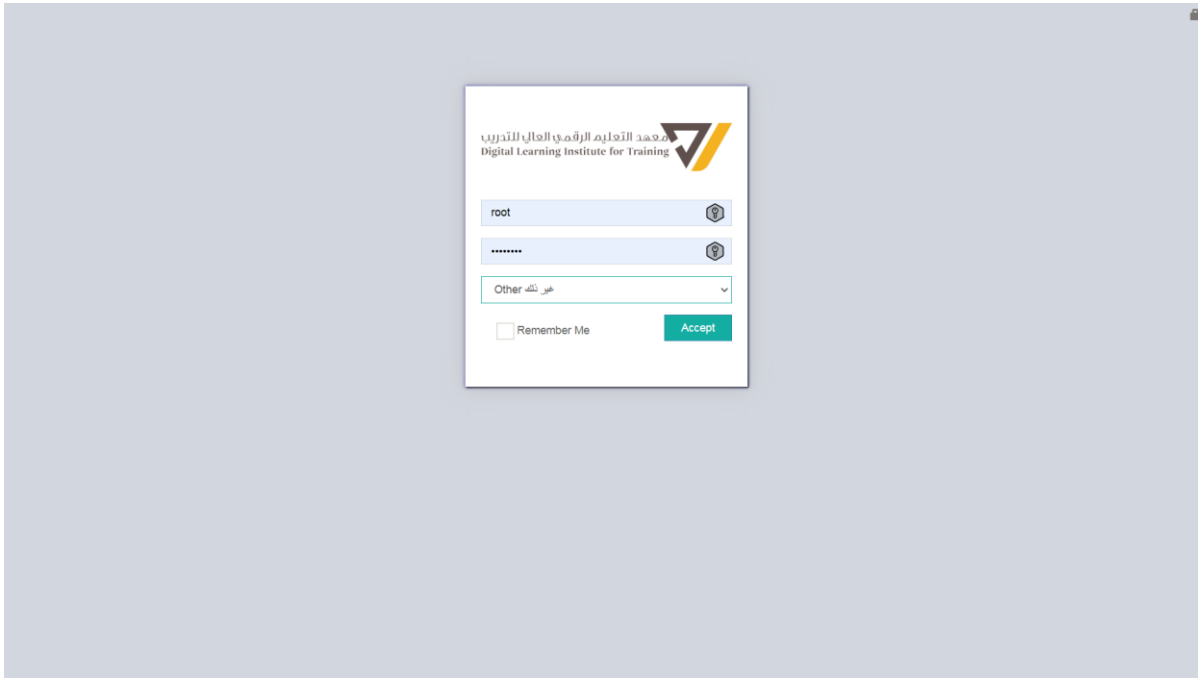 معهد التعليم الرقمي العالي للتدريب
Digital Learning Institute for Training
root
••••••••
Other غير ذلك
Remember Me
Accept